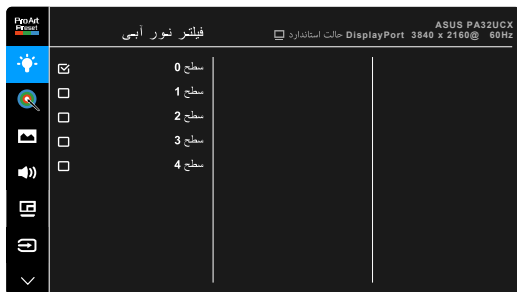 ProArt
Preset
فیلتر نور آبی
ASUS PA32UCX
حالت استاندارد DisplayPort 3840 x 2160@ 60Hz
سطح 0
سطح 1
سطح 2
سطح 3
سطح 4